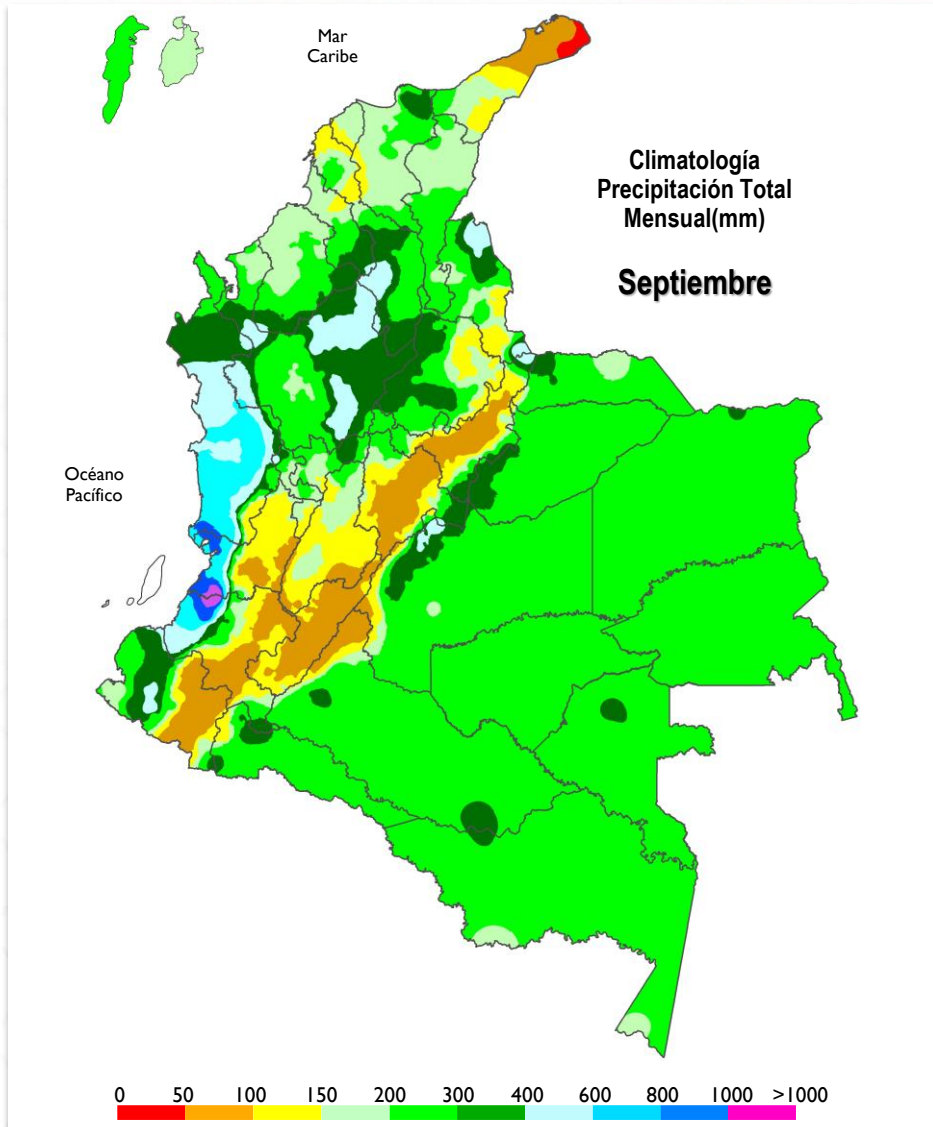 Mar
Caribe
Climatología
Precipitación Total
Mensual(mm)
Septiembre
Océano
Pacífico
0 50 100 150 200 300 400 600 800 1000 >1000